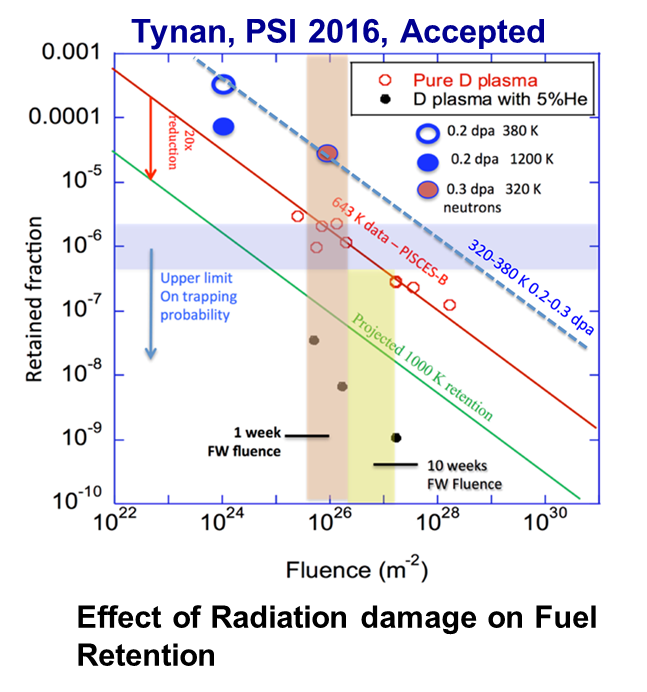 Tynan, PSI 2016, Accepted
0.001
0.0001
10-5
10-6
10-7
10-8
10-9
10-10
Retained fraction
Pure D plasma
D plasma with 5%He
0.2 dpa 380 K
0.2 dpa 1200 K
0.3 dpa 320 K
neutrons
20x
reduction
643 K data – PISCES-B
320-380 K 0.2-0.3 dpa
Upper limit
On trapping
probability
Projected 1000 K retention
1 week
FW fluence
10 weeks
FW Fluence
1022
1024
1026
1028
1030
Fluence (m-2)
Effect of Radiation damage on Fuel
Retention